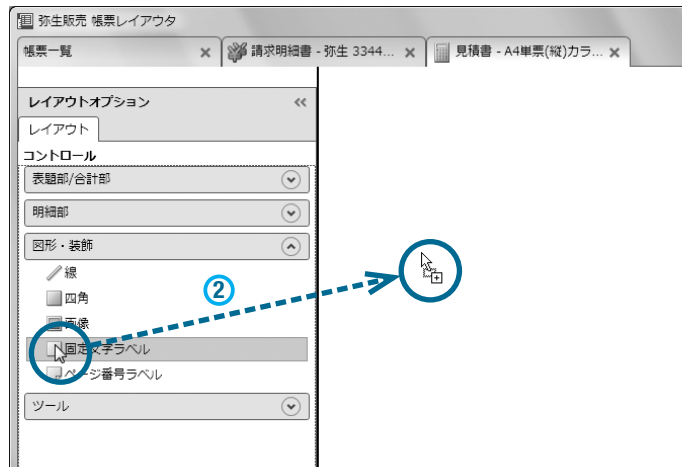 弥生販売 帳票レイアウタ
帳票一覧
請求明細書 - 弥生 3344...
見積書 - A4単票(縦)カラ...
レイアウトオプション
レイアウト
コントロール
表題部/合計部
明細部
図形・装飾
線
四角
画像
固定文字ラベル
ページ番号ラベル
ツール
②